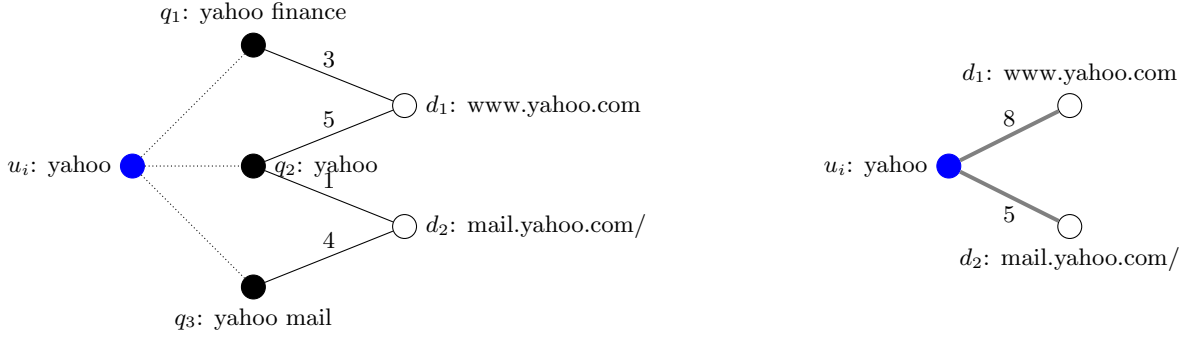 q₁: yahoo finance
3
d₁: www.yahoo.com
5
uᵢ: yahoo
q₂: yahoo
1
d₂: mail.yahoo.com/
4
q₃: yahoo mail
d₁: www.yahoo.com
8
uᵢ: yahoo
5
d₂: mail.yahoo.com/